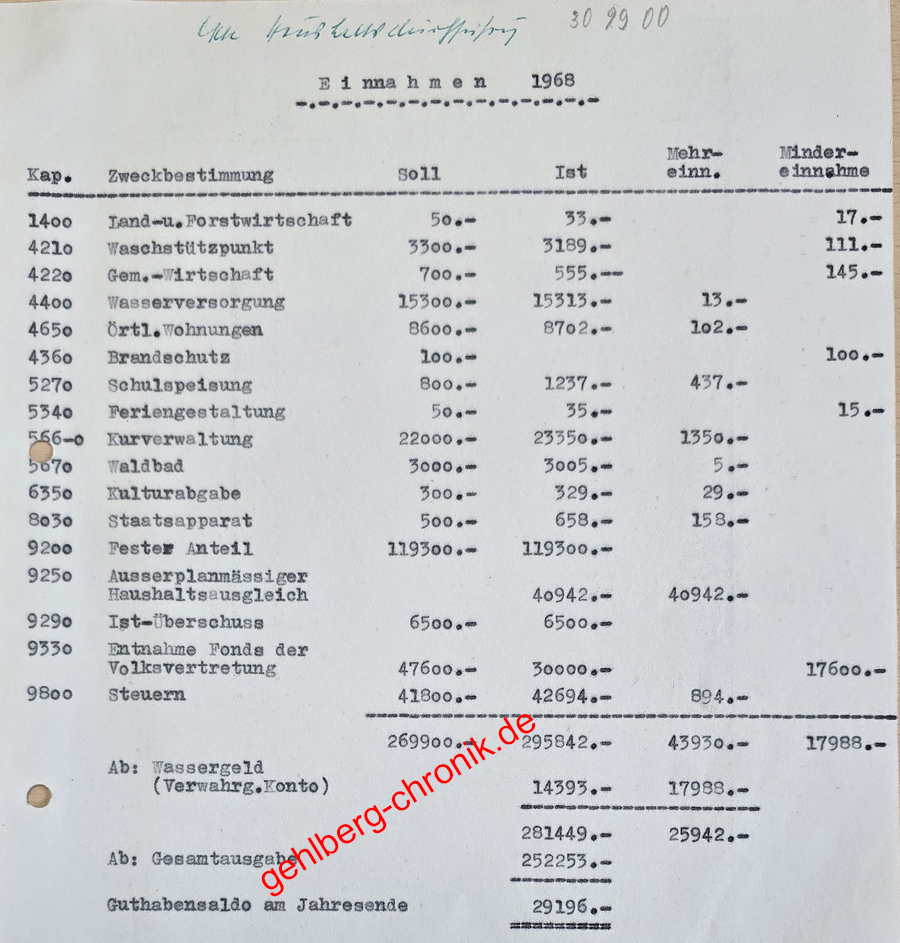 30 29 00
Einnahmen 1968
Kap. Zweckbestimmung Soll Ist Mehr- einn. Minder- einnahme
1400 Land-u.Forstwirtschaft 50.- 33.- 17.-
4210 Waschstützpunkt 3300.- 3189.- 111.-
4220 Gem.-Wirtschaft 700.- 555.-- 145.-
4400 Wasserversorgung 15300.- 15313.- 13.-
4650 Örtl.Wohnungen 8600.- 8702.- 102.-
4360 Brandschutz 100.- 100.-
5270 Schulspeisung 800.- 1237.- 437.-
5340 Feriengestaltung 50.- 35.- 15.-
566-0 Kurverwaltung 22000.- 23350.- 1350.-
5670 Waldbad 3000.- 3005.- 5.-
6350 Kulturabgabe 300.- 329.- 29.-
8030 Staatsapparat 500.- 658.- 158.-
9200 Fester Anteil 119300.- 119300.-
9250 Ausserplanmässiger
Haushaltsausgleich 40942.- 40942.-
9290 Ist-Überschuss 6500.- 6500.-
9330 Entnahme Fonds der
Volksvertretung 47600.- 30000.- 17600.-
9800 Steuern 41800.- 42694.- 894.-
269900.- 295842.- 43930.- 17988.-
Ab: Wassergeld
(Verwahrg.Konto) 14393.- 17988.-
281449.- 25942.-
Ab: Gesamtausgabe 252253.-
Guthabensaldo am Jahresende 29196.-
gehlberg-chronik.de